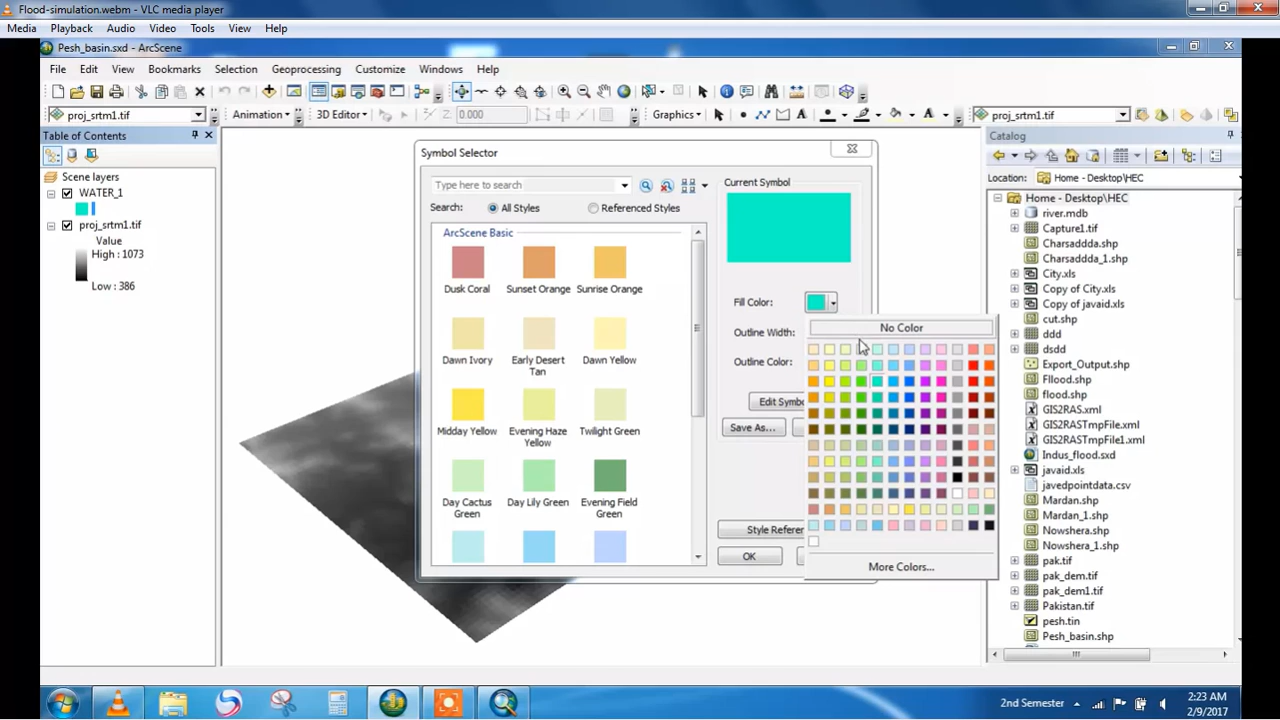 Flood-simulation.webm - VLC media player
Media Playback Audio Video Tools View Help
Pesh_basin.sxd - ArcScene
File Edit View Bookmarks Selection Geoprocessing Customize Windows Help
proj_srtm1.tif Animation 3D Editor Z: 0.000 Graphics A A proj_srtm1.tif
Table of Contents
Scene layers
WATER_1
proj_srtm1.tif
Value
High : 1073
Low : 386
Symbol Selector
Type here to search
Search: All Styles Referenced Styles
ArcScene Basic
Dusk Coral Sunset Orange Sunrise Orange
Dawn Ivory Early Desert Tan Dawn Yellow
Midday Yellow Evening Haze Yellow Twilight Green
Day Cactus Green Day Lily Green Evening Field Green
Current Symbol
Fill Color:
Outline Width:
Outline Color:
Edit Symbo
Save As...
Style Referen
OK
No Color
More Colors...
Catalog
Location: Home - Desktop\HEC
Home - Desktop\HEC
river.mdb
Capture1.tif
Charsaddda.shp
Charsaddda_1.shp
City.xls
Copy of City.xls
Copy of javaid.xls
cut.shp
ddd
dsdd
Export_Output.shp
Fllood.shp
flood.shp
GIS2RAS.xml
GIS2RASTmpFile.xml
GIS2RASTmpFile1.xml
Indus_flood.sxd
javaid.xls
javedpointdata.csv
Mardan.shp
Mardan_1.shp
Nowshera.shp
Nowshera_1.shp
pak.tif
pak_dem.tif
pak_dem1.tif
Pakistan.tif
pesh.tin
Pesh_basin.shp
2nd Semester
2:23 AM
2/9/2017